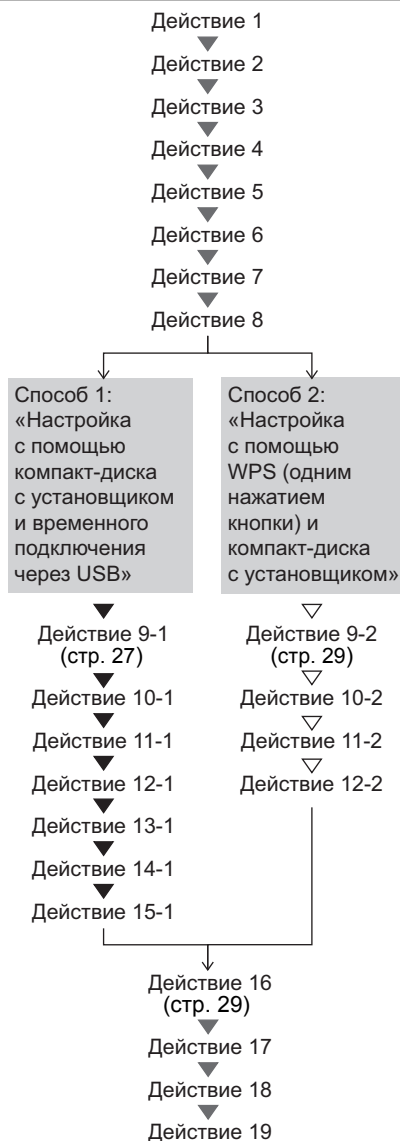 Действие 1
Действие 2
Действие 3
Действие 4
Действие 5
Действие 6
Действие 7
Действие 8
Способ 1:
«Настройка
с помощью
компакт-диска
с установщиком
и временного
подключения
через USB»
Способ 2:
«Настройка
с помощью
WPS (одним
нажатием
кнопки) и
компакт-диска
с установщиком»
Действие 9-1
(стр. 27)
Действие 10-1
Действие 11-1
Действие 12-1
Действие 13-1
Действие 14-1
Действие 15-1
Действие 9-2
(стр. 29)
Действие 10-2
Действие 11-2
Действие 12-2
Действие 16
(стр. 29)
Действие 17
Действие 18
Действие 19